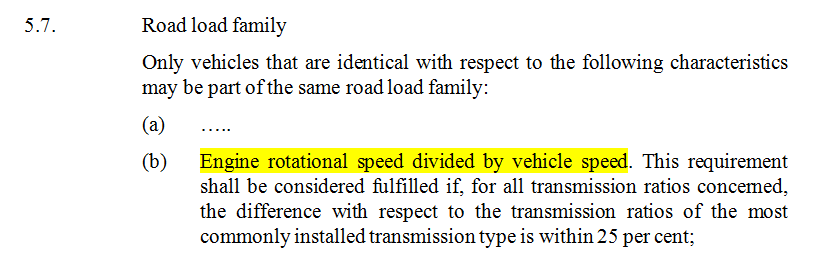 5.7. Road load family
Only vehicles that are identical with respect to the following characteristics
may be part of the same road load family:
(a) …..
(b) Engine rotational speed divided by vehicle speed. This requirement
shall be considered fulfilled if, for all transmission ratios concerned,
the difference with respect to the transmission ratios of the most
commonly installed transmission type is within 25 per cent;